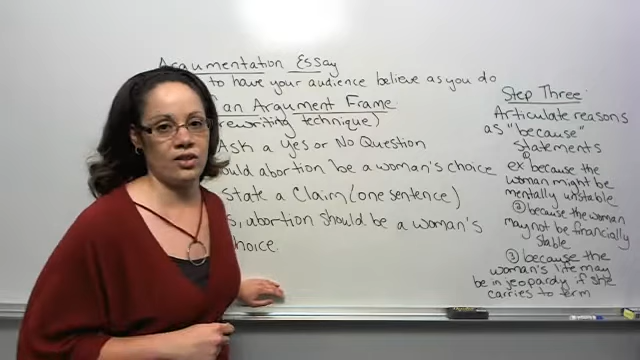 Argumentation Essay
to have your audience believe as you do
an Argument Frame
rewriting technique)
Ask a Yes or No Question
ould abortion be a woman's choice
State a Claim (one sentence)
s, abortion should be a woman's
hoice.
Step Three
Articulate reasons
as "because"
statements
ex ① because the
woman might be
mentally unstable
② because the woman
may not be financially
stable
③ because the
woman's life may
be in jeopardy if she
carries to term